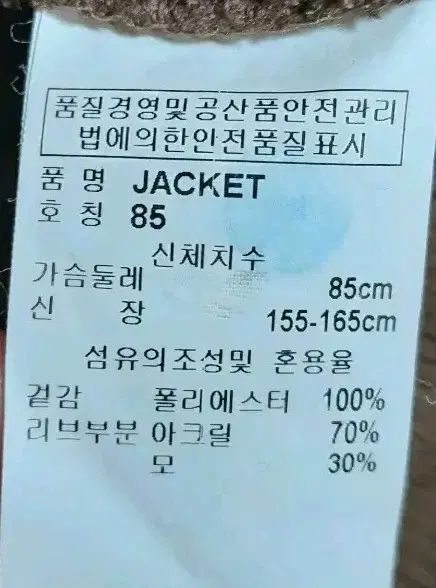 품질경영및공산품안전관리
법에의한안전품질표시
품 명 JACKET
호 칭 85
신체치수
가슴둘레 85cm
신 장 155-165cm
섬유의조성및 혼용율
겉감 폴리에스터 100%
리브부분 아크릴 70%
모 30%